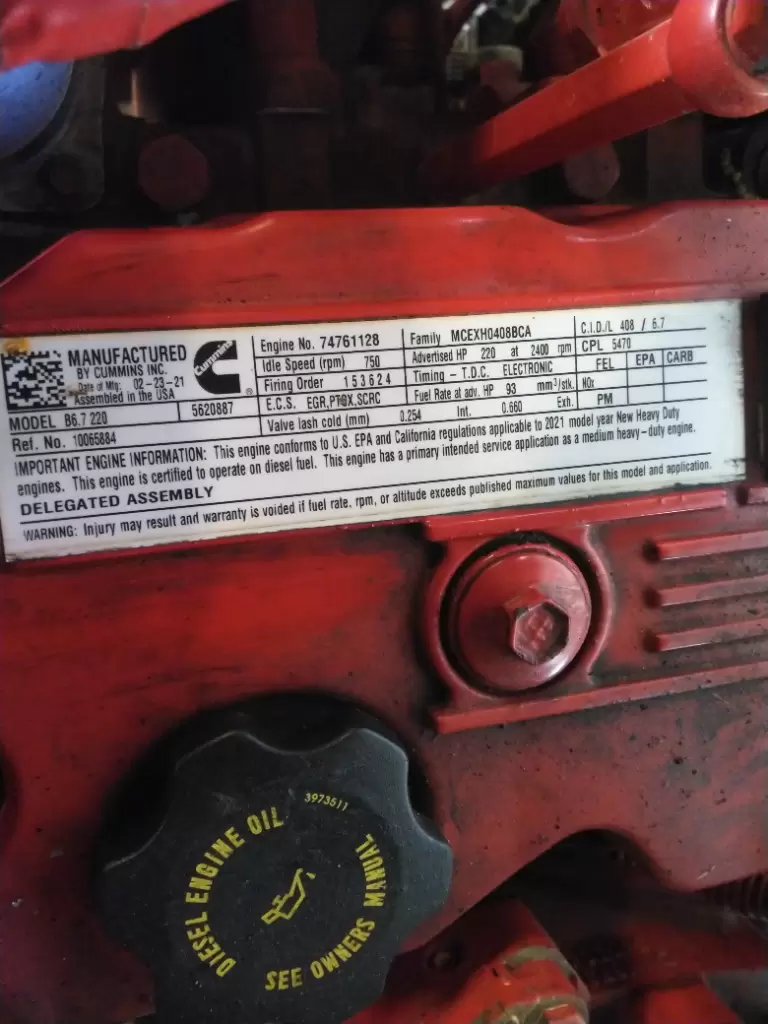 MANUFACTURED
BY CUMMINS INC.
Date of Mfg: 02-23-21
Assembled in the USA
Cummins
®
MODEL B6.7 220
5620887
Ref. No. 10065884
Engine No. 74761128
Idle Speed (rpm) 750
Firing Order 153624
E.C.S. EGR,PTOX,SCRC
Valve lash cold (mm) 0.254 Int. 0.660 Exh.
Family MCEXH0408BCA
Advertised HP 220 at 2400 rpm
Timing - T.D.C. ELECTRONIC
Fuel Rate at adv. HP 93 mm³/stk.
C.I.D./L 408 / 6.7
CPL 5470
FEL EPA CARB
NOx
PM
IMPORTANT ENGINE INFORMATION: This engine conforms to U.S. EPA and California regulations applicable to 2021 model year New Heavy Duty
engines. This engine is certified to operate on diesel fuel. This engine has a primary intended service application as a medium heavy-duty engine.
DELEGATED ASSEMBLY
WARNING: Injury may result and warranty is voided if fuel rate, rpm, or altitude exceeds published maximum values for this model and application.
3973511
DIESEL ENGINE OIL
SEE OWNERS MANUAL